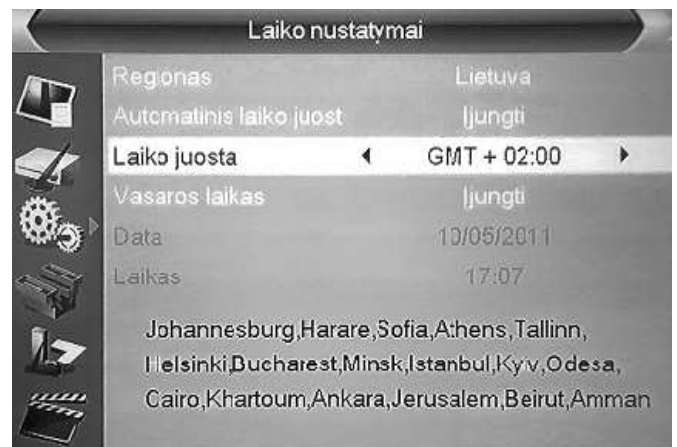 Laiko nustatymai
Regionas Lietuva
Automatinis laiko juost Įjungti
Laiko juosta GMT + 02:00
Vasaros laikas Įjungti
Data 10/05/2011
Laikas 17:07
Johannesburg,Harare,Sofia,Athens,Tallinn,
Helsinki,Bucharest,Minsk,Istanbul,Kyiv,Odesa,
Cairo,Khartoum,Ankara,Jerusalem,Beirut,Amman